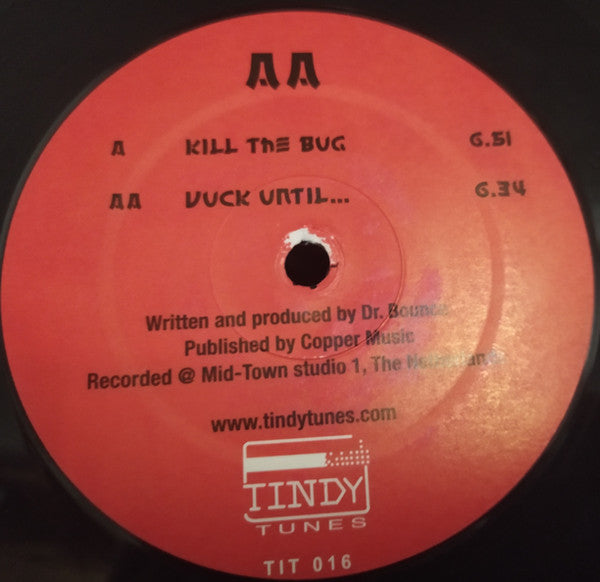 AA
A KILL THE BUG 6.51
AA VUCK UNTIL... 6.34
Written and produced by Dr. Bounce
Published by Copper Music
Recorded @ Mid-Town studio 1, The
www.tindytunes.com
TINDY
TUNES
TIT 016